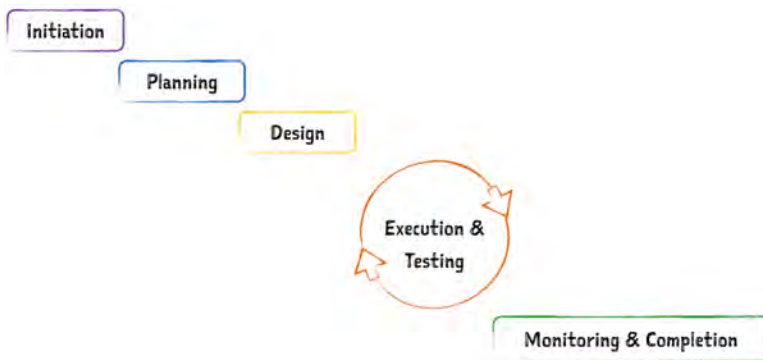 Initiation
Planning
Design
Execution &
Testing
Monitoring & Completion